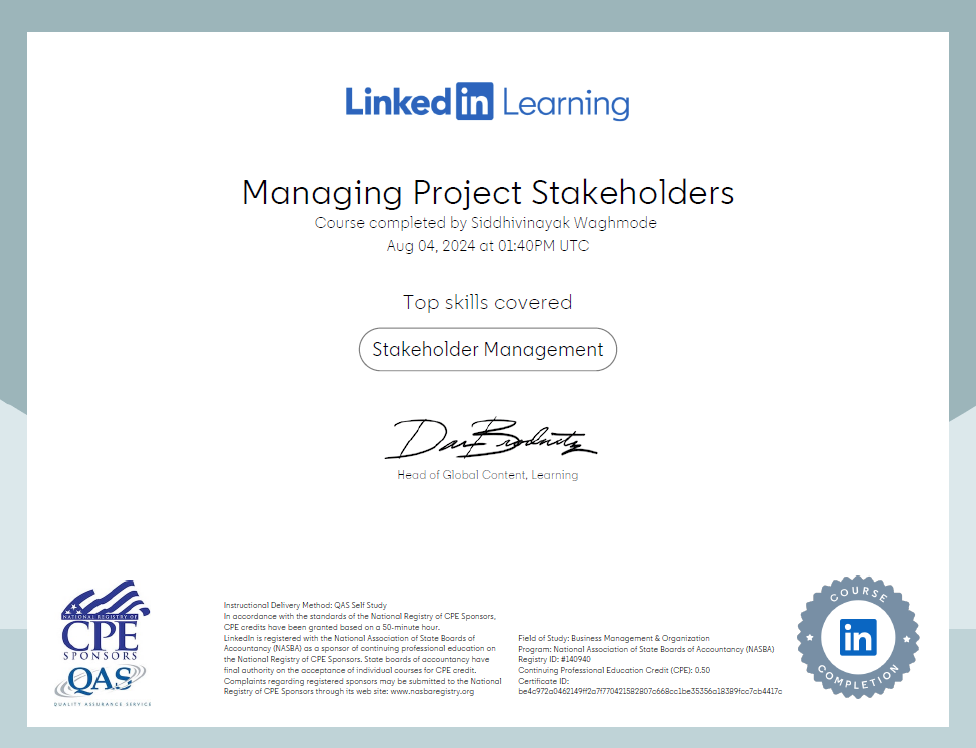 Linked in Learning
Managing Project Stakeholders
Course completed by Siddhivinayak Waghmode
Aug 04, 2024 at 01:40PM UTC
Top skills covered
Stakeholder Management
Dan Brodnitz
Head of Global Content, Learning
NATIONAL REGISTRY OF
CPE
SPONSORS
QAS
QUALITY ASSURANCE SERVICE
Instructional Delivery Method: QAS Self Study
In accordance with the standards of the National Registry of CPE Sponsors,
CPE credits have been granted based on a 50-minute hour.
LinkedIn is registered with the National Association of State Boards of
Accountancy (NASBA) as a sponsor of continuing professional education on
the National Registry of CPE Sponsors. State boards of accountancy have
final authority on the acceptance of individual courses for CPE credit.
Complaints regarding registered sponsors may be submitted to the National
Registry of CPE Sponsors through its web site: www.nasbaregistry.org
Field of Study: Business Management & Organization
Program: National Association of State Boards of Accountancy (NASBA)
Registry ID: #140940
Continuing Professional Education Credit (CPE): 0.50
Certificate ID:
be4c972a0462149ff2a7f770421582807c668cc1be35356a18389fcc7cb4417c
COURSE
in
COMPLETION